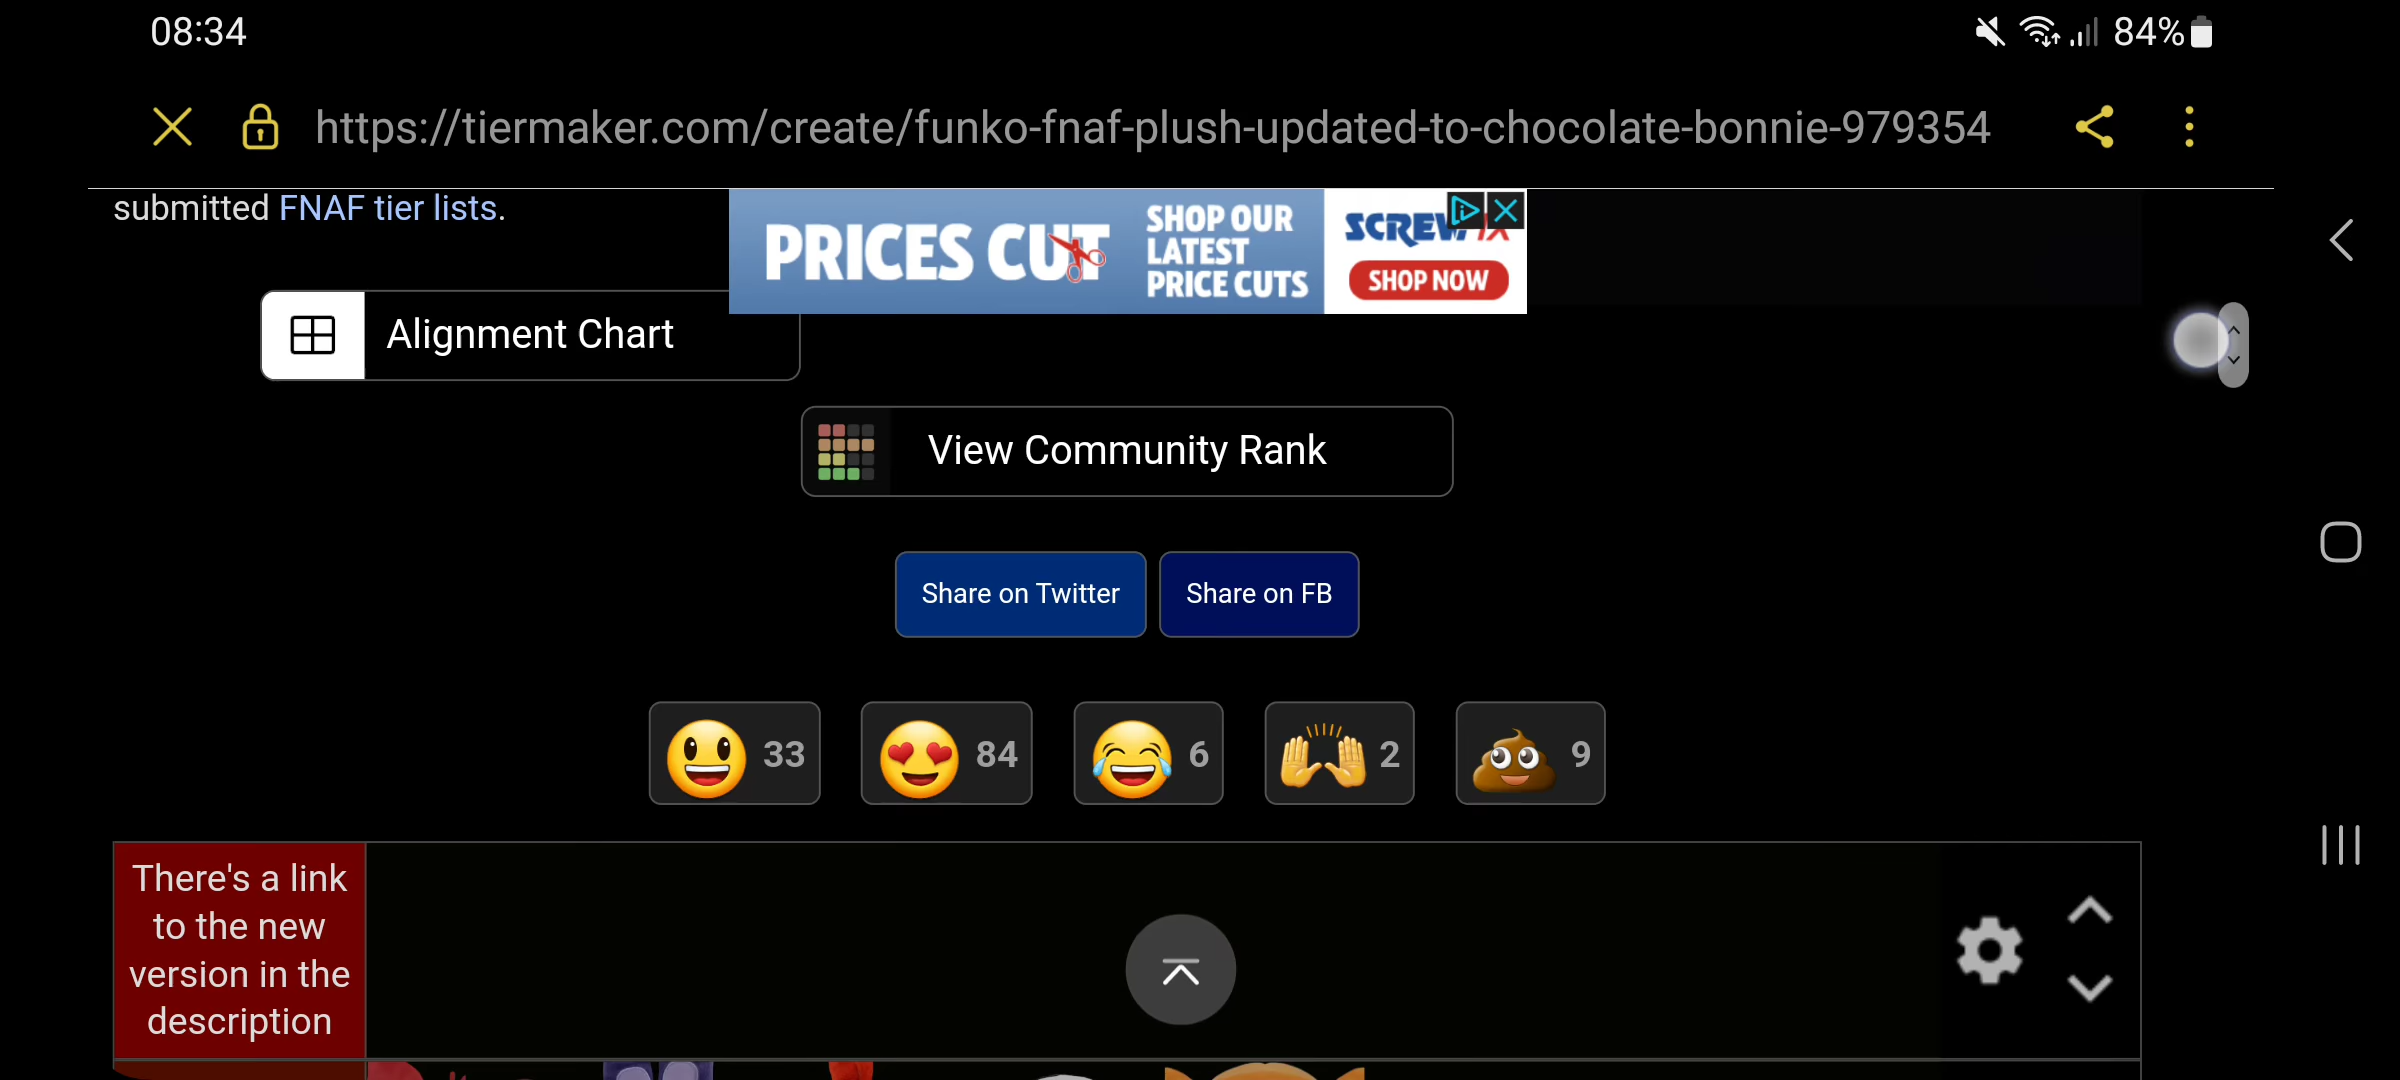 08:34
84%
https://tiermaker.com/create/funko-fnaf-plush-updated-to-chocolate-bonnie-979354
submitted FNAF tier lists.
PRICES CUT
SHOP OUR
LATEST
PRICE CUTS
SHOP NOW
Alignment Chart
View Community Rank
Share on Twitter
Share on FB
33
84
6
2
9
There's a link
to the new
version in the
description